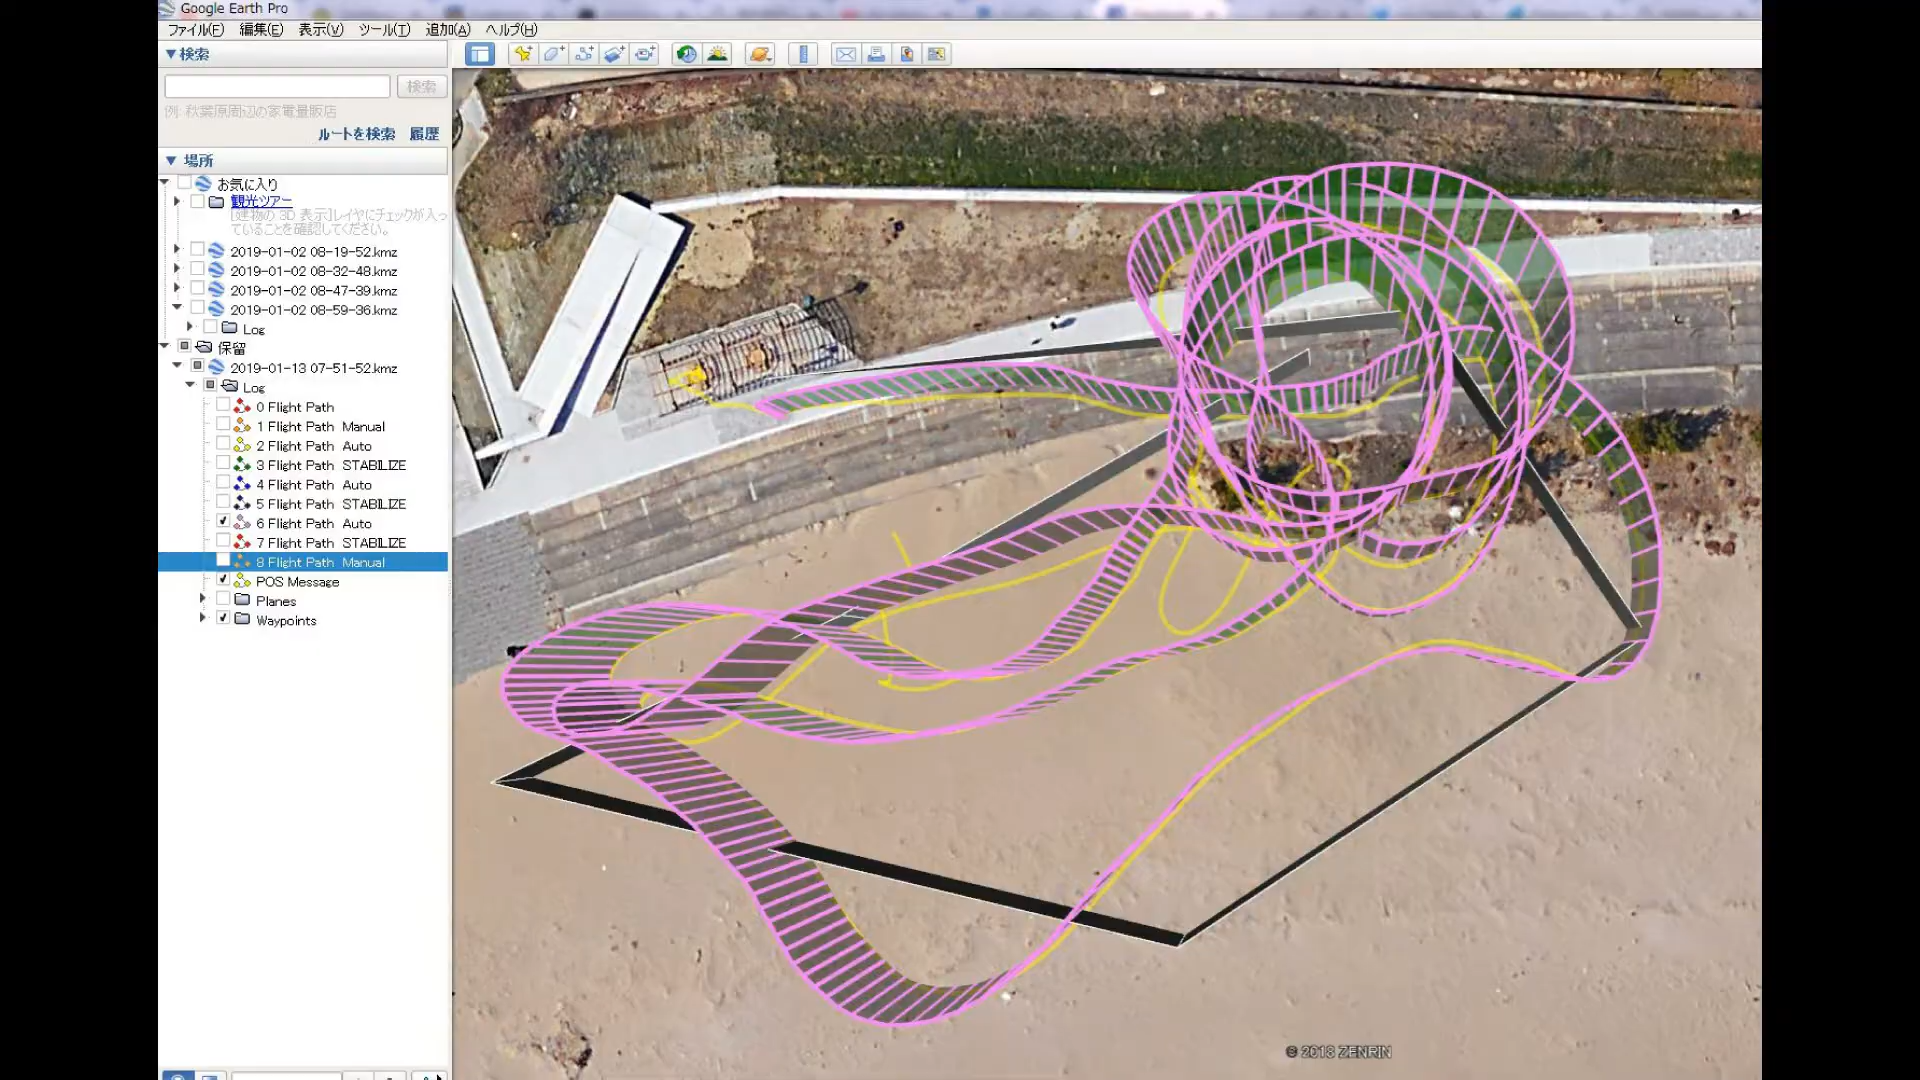 Google Earth Pro
ファイル(F) 編集(E) 表示(V) ツール(T) 追加(A) ヘルプ(H)
▼検索
検索
例: 秋葉原周辺の家電量販店
ルートを検索 履歴
▼ 場所
お気に入り
観光ツアー
[建物の 3D 表示]レイヤにチェックが入っ
ていることを確認してください。
2019-01-02 08-19-52.kmz
2019-01-02 08-32-48.kmz
2019-01-02 08-47-39.kmz
2019-01-02 08-59-36.kmz
Log
保留
2019-01-13 07-51-52.kmz
Log
0 Flight Path
1 Flight Path Manual
2 Flight Path Auto
3 Flight Path STABILIZE
4 Flight Path Auto
5 Flight Path STABILIZE
6 Flight Path Auto
7 Flight Path STABILIZE
8 Flight Path Manual
POS Message
Planes
Waypoints
© 2018 ZENRIN